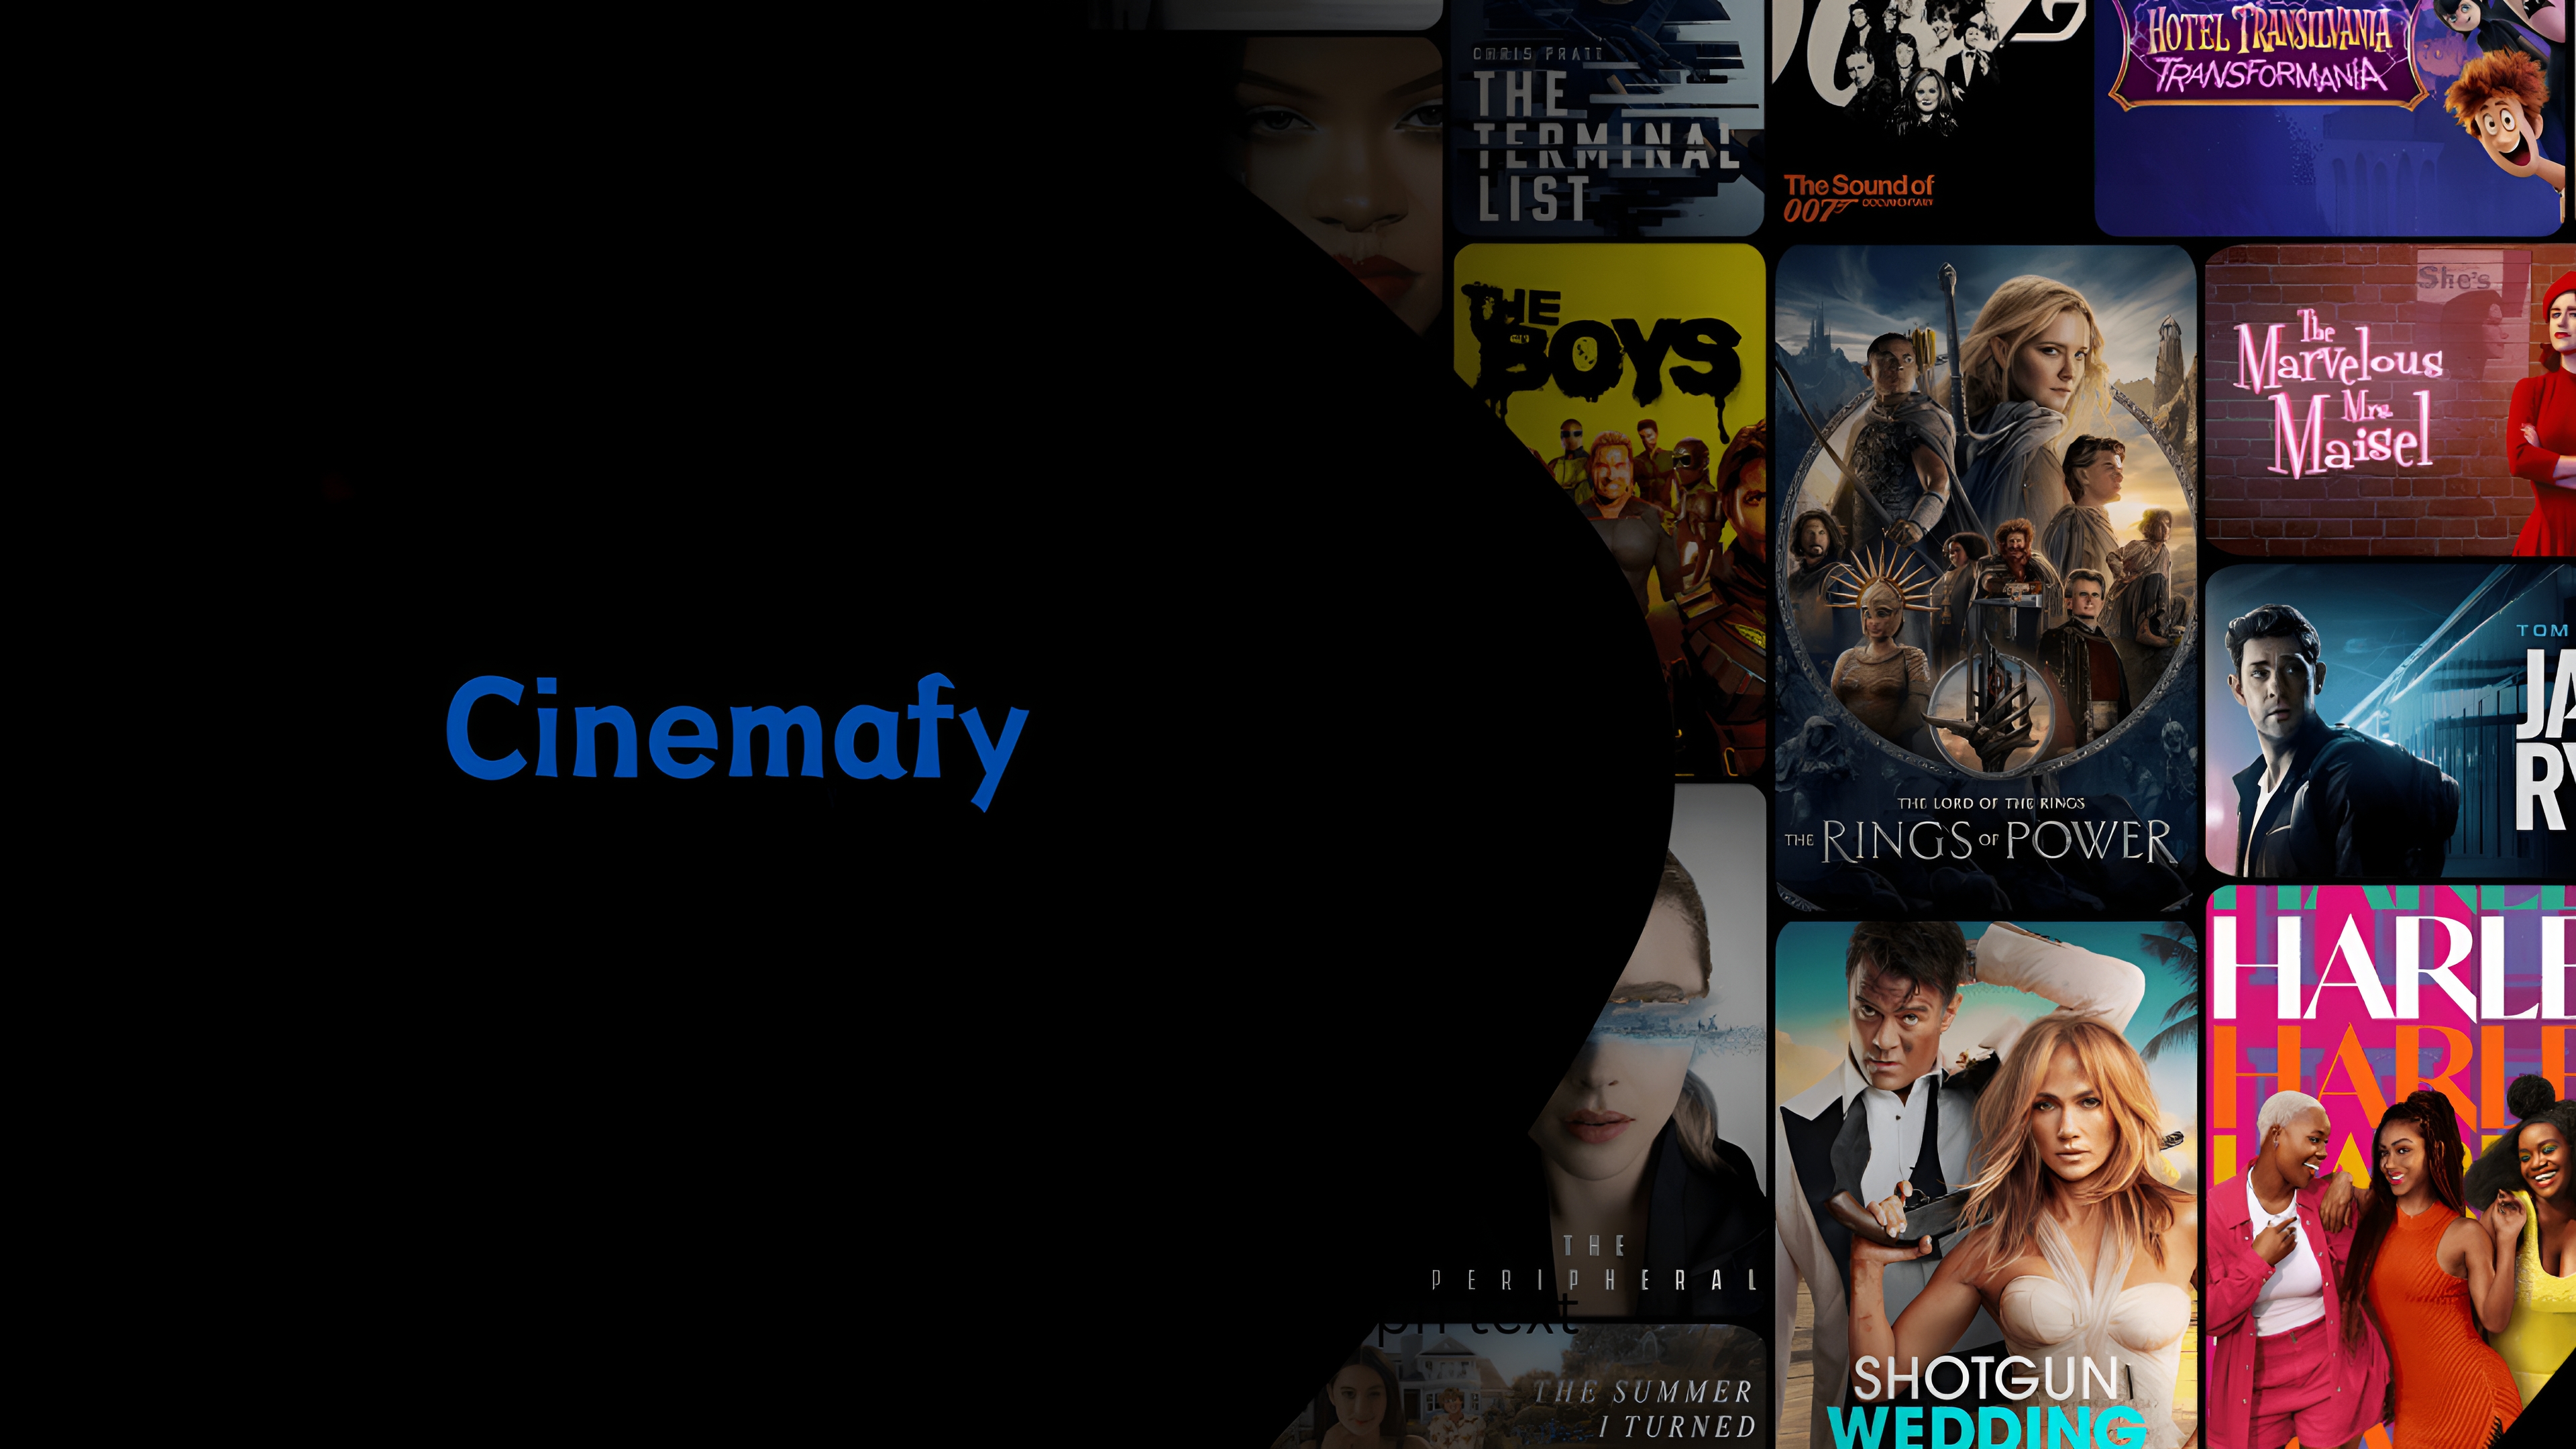 Cinemafy
CHRIS PRATT
THE
TERMINAL
LIST
The Sound of
007
HOTEL TRANSILVANIA
TRANSFORMANIA
THE
BOYS
THE LORD OF THE RINGS
THE RINGS OF POWER
She's
The
Marvelous
Mrs.
Maisel
TOM
JA
RY
THE
PERIPHERAL
ph text
THE SUMMER
I TURNED
SHOTGUN
WEDDING
HARLE
HARLE